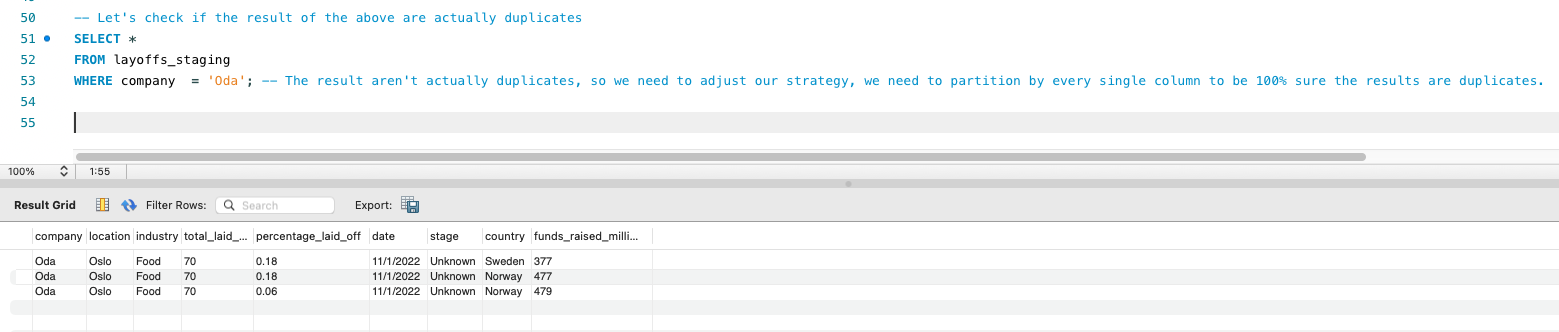 50 -- Let's check if the result of the above are actually duplicates
51 SELECT *
52 FROM layoffs_staging
53 WHERE company  = 'Oda'; -- The result aren't actually duplicates, so we need to adjust our strategy, we need to partition by every single column to be 100% sure the results are duplicates.
54
55
100% 1:55
Result Grid Filter Rows: Search Export:
company location industry total_laid_... percentage_laid_off date stage country funds_raised_milli...
Oda Oslo Food 70 0.18 11/1/2022 Unknown Sweden 377
Oda Oslo Food 70 0.18 11/1/2022 Unknown Norway 477
Oda Oslo Food 70 0.06 11/1/2022 Unknown Norway 479